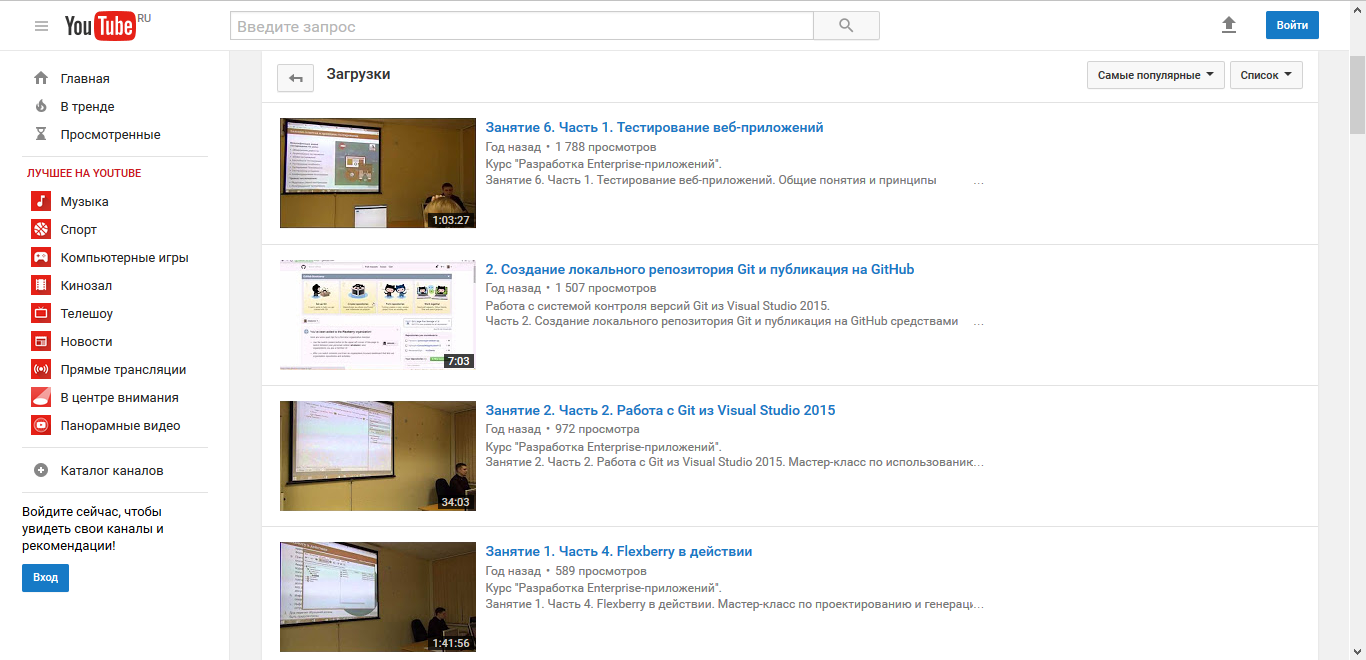 YouTube RU
Введите запрос
Войти
Главная
В тренде
Просмотренные
ЛУЧШЕЕ НА YOUTUBE
Музыка
Спорт
Компьютерные игры
Кинозал
Телешоу
Новости
Прямые трансляции
В центре внимания
Панорамные видео
Каталог каналов
Войдите сейчас, чтобы
увидеть свои каналы и
рекомендации!
Вход
Загрузки
Самые популярные
Список
1:03:27
Занятие 6. Часть 1. Тестирование веб-приложений
Год назад • 1 788 просмотров
Курс "Разработка Enterprise-приложений".
Занятие 6. Часть 1. Тестирование веб-приложений. Общие понятия и принципы ...
7:03
2. Создание локального репозитория Git и публикация на GitHub
Год назад • 1 507 просмотров
Работа с системой контроля версий Git из Visual Studio 2015.
Часть 2. Создание локального репозитория Git и публикация на GitHub средствами ...
34:03
Занятие 2. Часть 2. Работа с Git из Visual Studio 2015
Год назад • 972 просмотра
Курс "Разработка Enterprise-приложений".
Занятие 2. Часть 2. Работа с Git из Visual Studio 2015. Мастер-класс по использованик...
1:41:56
Занятие 1. Часть 4. Flexberry в действии
Год назад • 589 просмотров
Курс "Разработка Enterprise-приложений".
Занятие 1. Часть 4. Flexberry в действии. Мастер-класс по проектированию и генераци...